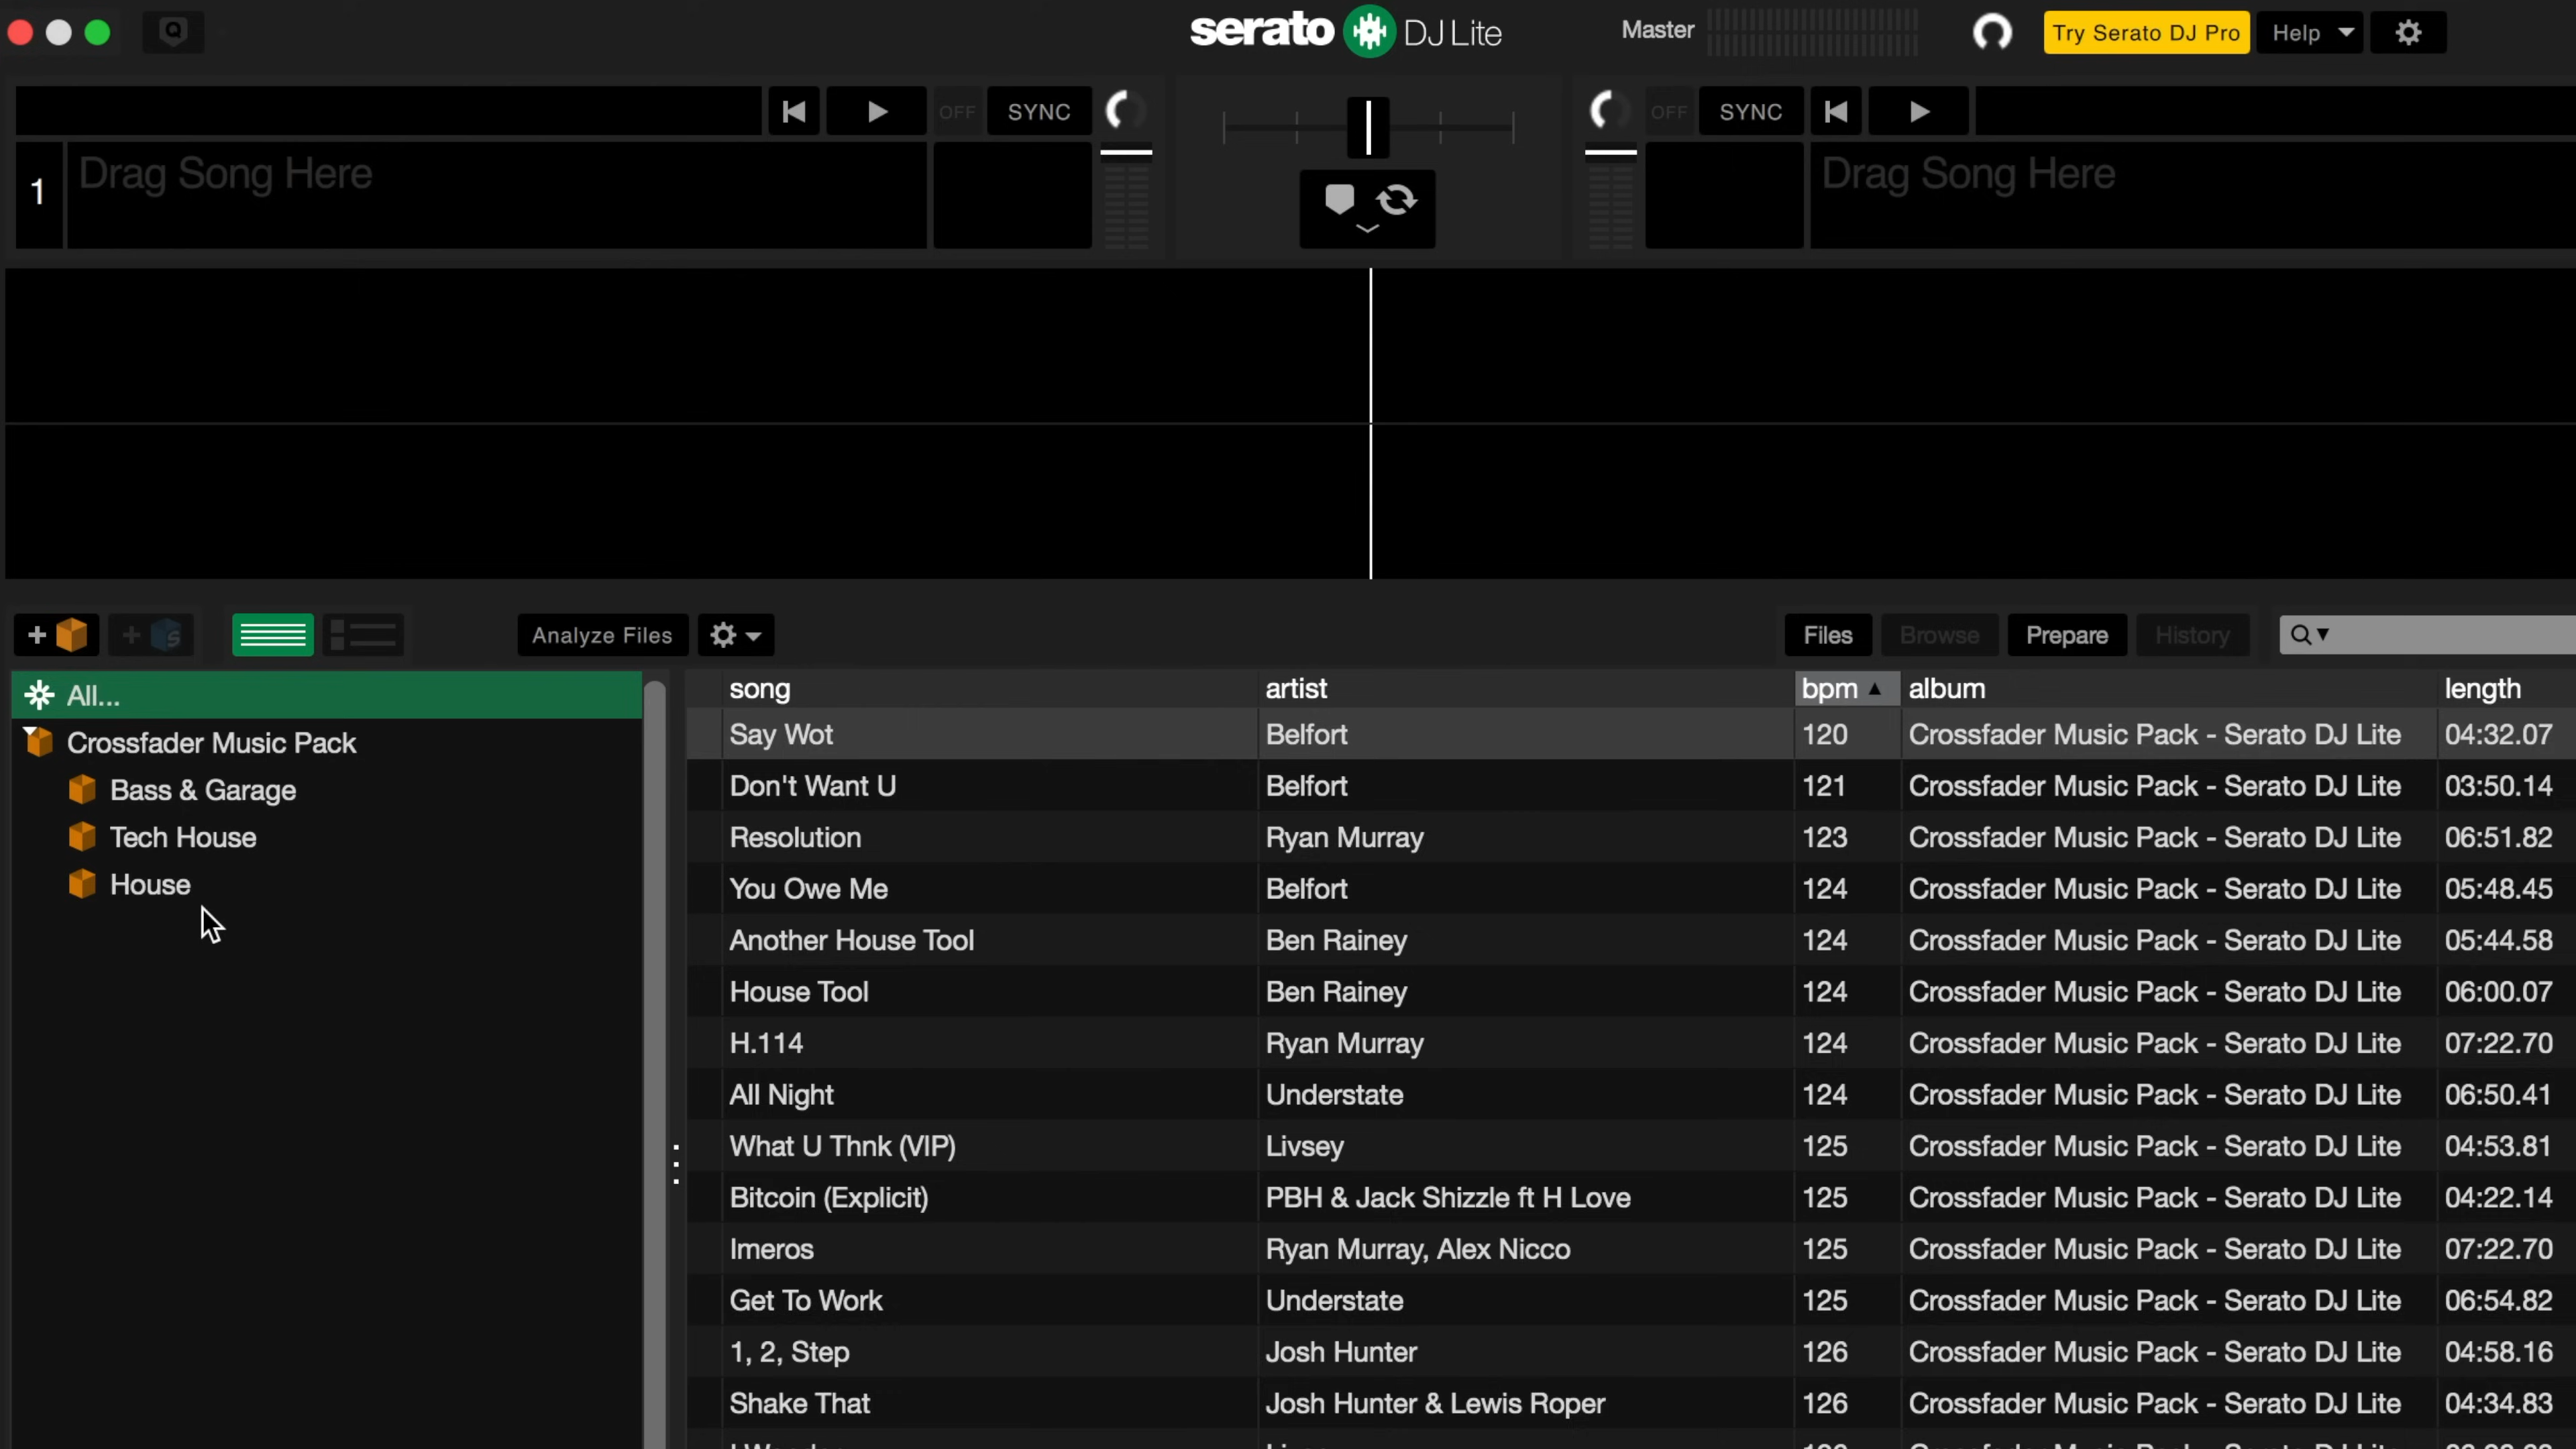 serato DJ Lite
Master
Try Serato DJ Pro
Help
OFF SYNC
OFF SYNC
1 Drag Song Here
Drag Song Here
Analyze Files
Files Browse Prepare History
All...
Crossfader Music Pack
Bass & Garage
Tech House
House
song artist bpm album length
Say Wot Belfort 120 Crossfader Music Pack - Serato DJ Lite 04:32.07
Don't Want U Belfort 121 Crossfader Music Pack - Serato DJ Lite 03:50.14
Resolution Ryan Murray 123 Crossfader Music Pack - Serato DJ Lite 06:51.82
You Owe Me Belfort 124 Crossfader Music Pack - Serato DJ Lite 05:48.45
Another House Tool Ben Rainey 124 Crossfader Music Pack - Serato DJ Lite 05:44.58
House Tool Ben Rainey 124 Crossfader Music Pack - Serato DJ Lite 06:00.07
H.114 Ryan Murray 124 Crossfader Music Pack - Serato DJ Lite 07:22.70
All Night Understate 124 Crossfader Music Pack - Serato DJ Lite 06:50.41
What U Thnk (VIP) Livsey 125 Crossfader Music Pack - Serato DJ Lite 04:53.81
Bitcoin (Explicit) PBH & Jack Shizzle ft H Love 125 Crossfader Music Pack - Serato DJ Lite 04:22.14
Imeros Ryan Murray, Alex Nicco 125 Crossfader Music Pack - Serato DJ Lite 07:22.70
Get To Work Understate 125 Crossfader Music Pack - Serato DJ Lite 06:54.82
1, 2, Step Josh Hunter 126 Crossfader Music Pack - Serato DJ Lite 04:58.16
Shake That Josh Hunter & Lewis Roper 126 Crossfader Music Pack - Serato DJ Lite 04:34.83